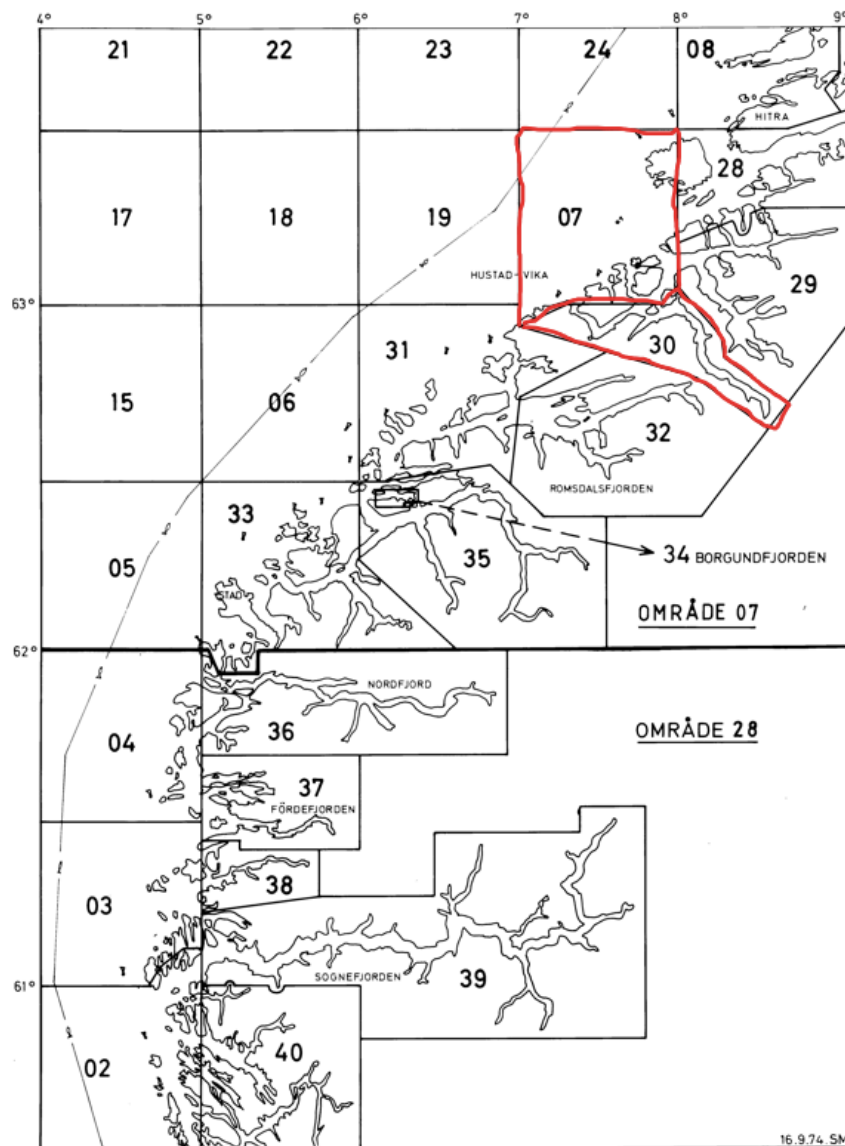 4° 5° 6° 7° 8° 9°
21 22 23 24 08
HITRA
28
17 18 19 07
HUSTAD-VIKA
29
63°
31 30
15 06
32
ROMSDALSFJORDEN
33
34 BORGUNDFJORDEN
35
05
STAD
OMRÅDE 07
62°
NORDFJORD
04 36
OMRÅDE 28
37
FÖRDEFJORDEN
38
03
39
SOGNEFJORDEN
61°
40
02
16.9.74.SM